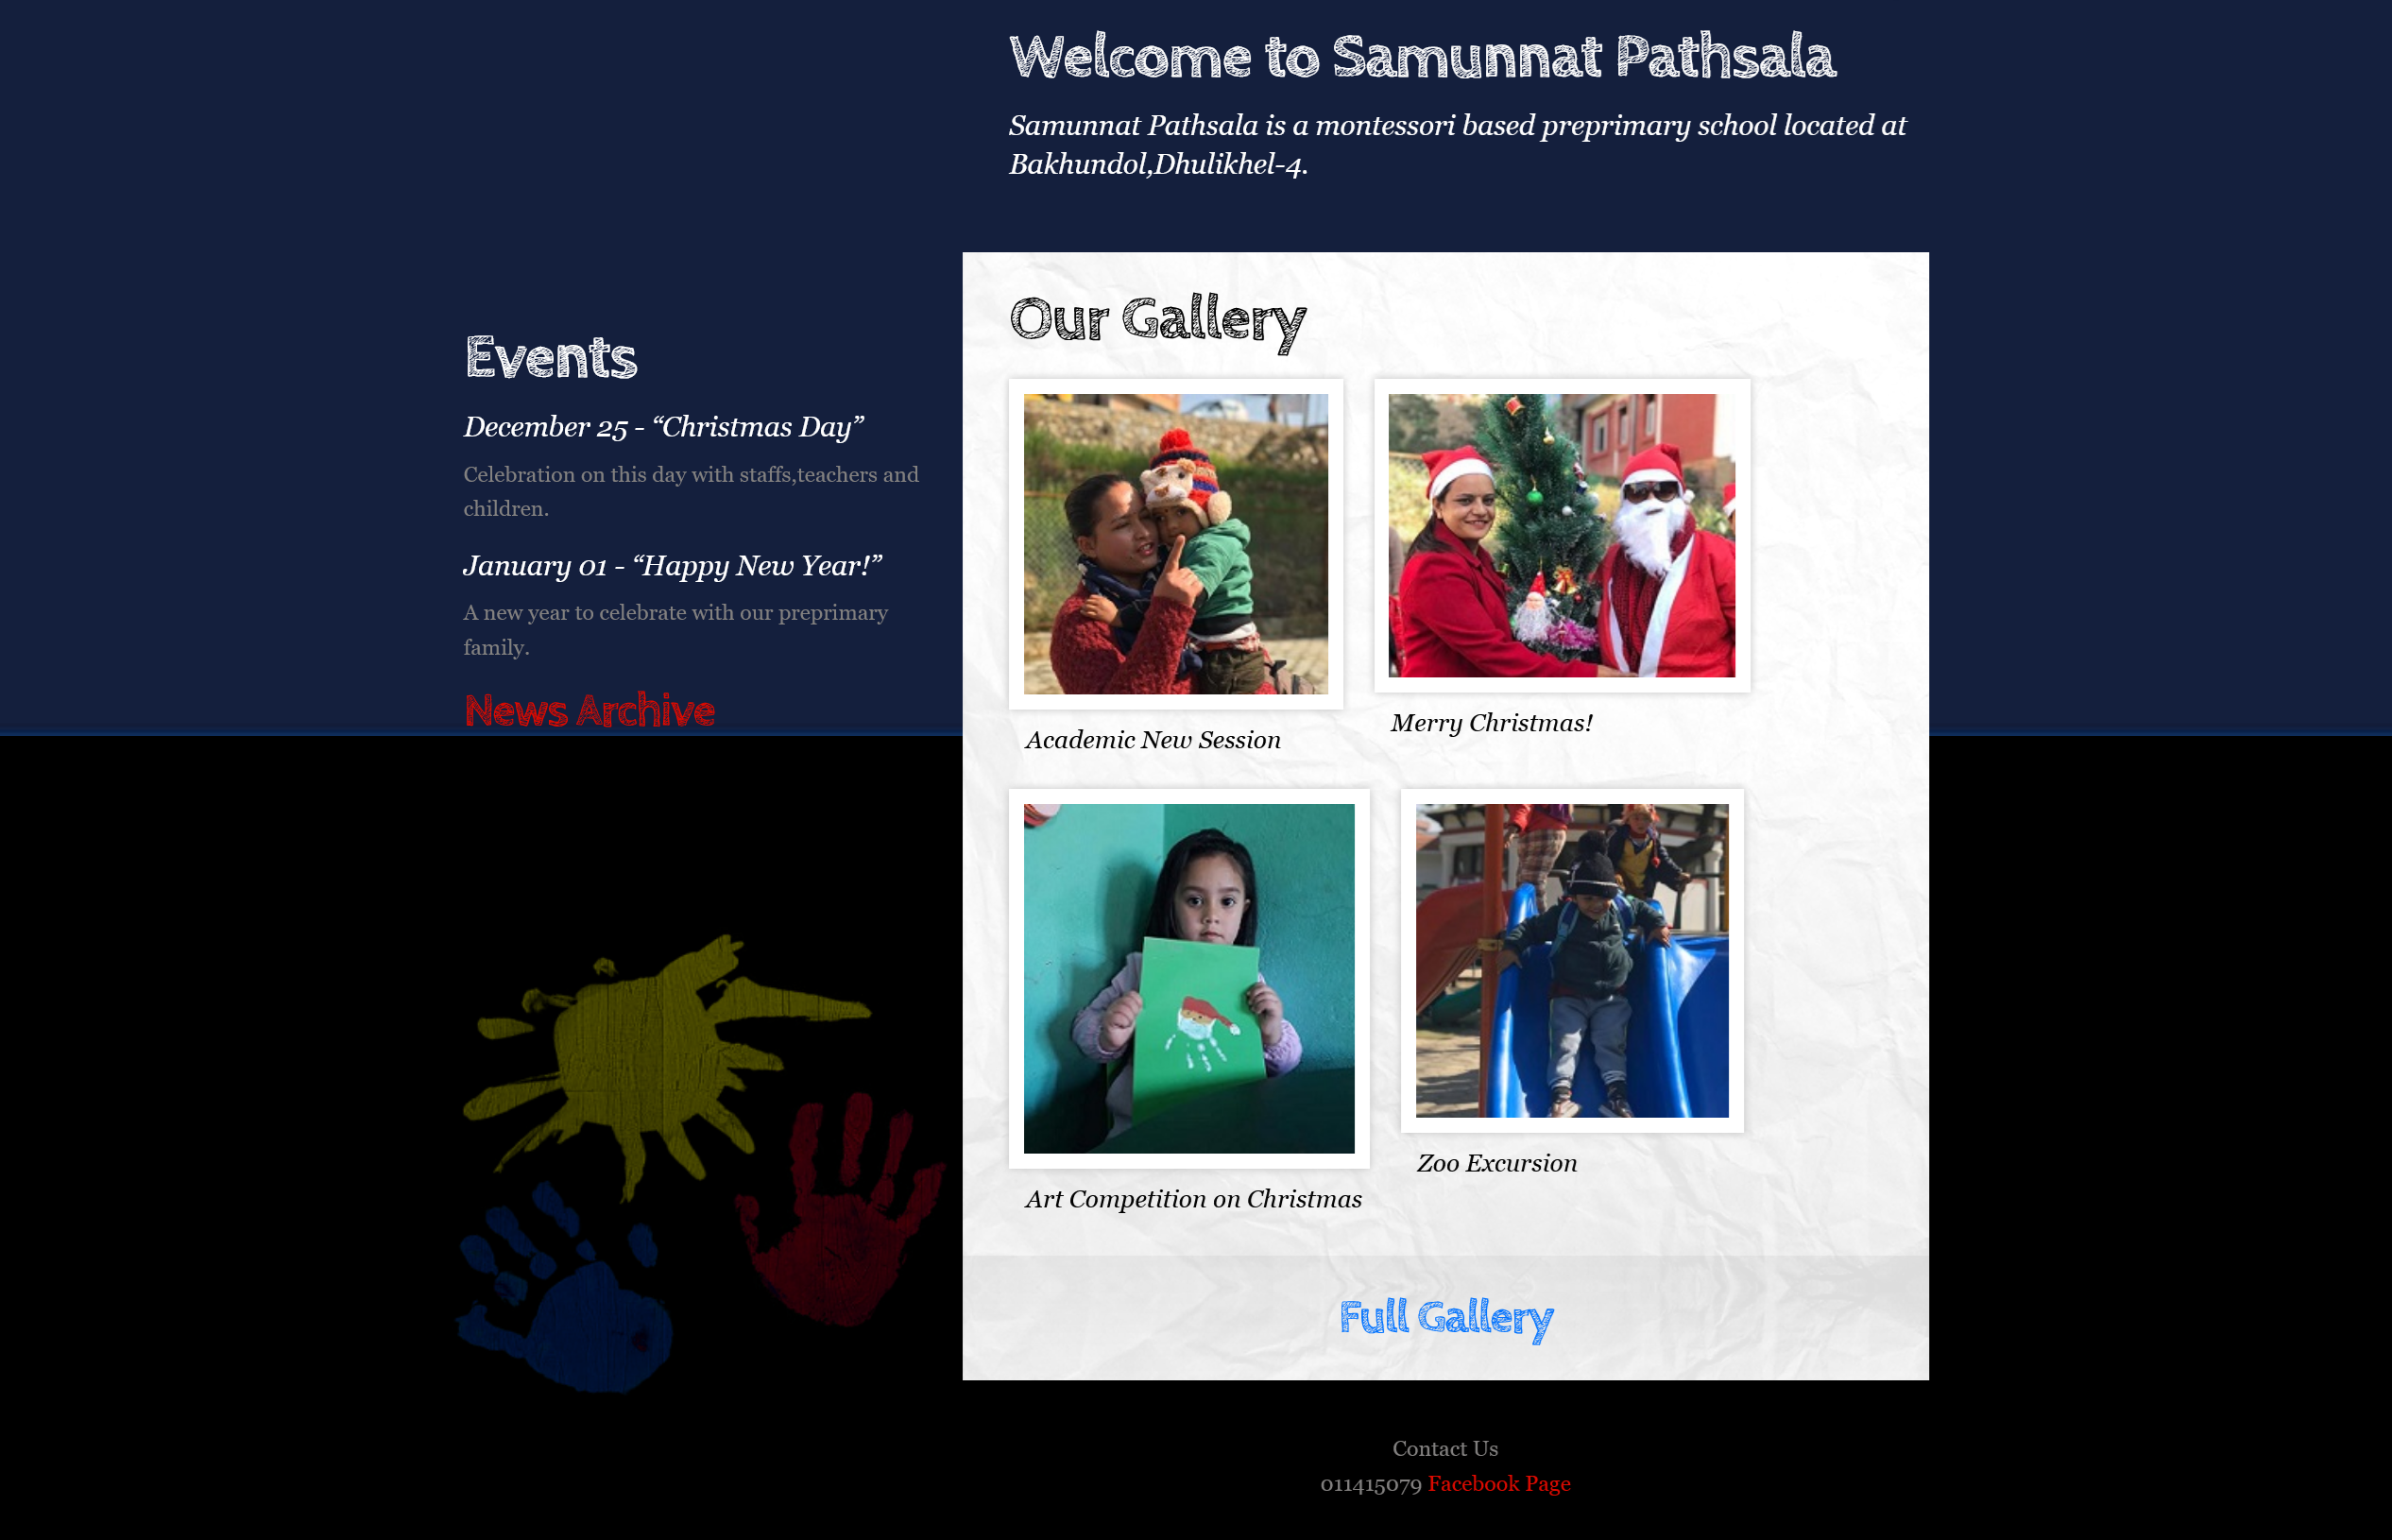 Welcome to Samunnat Pathsala
Samunnat Pathsala is a montessori based preprimary school located at
Bakhundol,Dhulikhel-4.
Events
December 25 - “Christmas Day”
Celebration on this day with staffs,teachers and
children.
January 01 - “Happy New Year!”
A new year to celebrate with our preprimary
family.
News Archive
Our Gallery
Academic New Session
Merry Christmas!
Art Competition on Christmas
Zoo Excursion
Full Gallery
Contact Us
011415079 Facebook Page